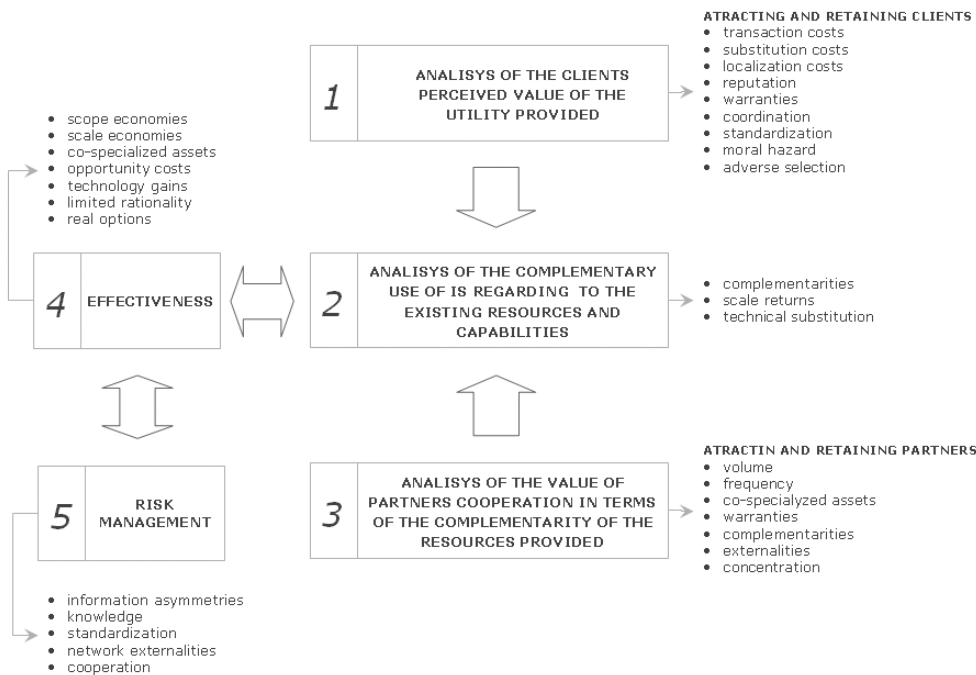 1
ANALISYS OF THE CLIENTS
PERCEIVED VALUE OF THE
UTILITY PROVIDED
ATRACTING AND RETAINING CLIENTS
• transaction costs
• substitution costs
• localization costs
• reputation
• warranties
• coordination
• standardization
• moral hazard
• adverse selection
• scope economies
• scale economies
• co-specialized assets
• opportunity costs
• technology gains
• limited rationality
• real options
4
EFFECTIVENESS
2
ANALISYS OF THE COMPLEMENTARY
USE OF IS REGARDING TO THE
EXISTING RESOURCES AND
CAPABILITIES
• complementarities
• scale returns
• technical substitution
5
RISK
MANAGEMENT
3
ANALISYS OF THE VALUE OF
PARTNERS COOPERATION IN TERMS
OF THE COMPLEMENTARITY OF THE
RESOURCES PROVIDED
ATRACTIN AND RETAINING PARTNERS
• volume
• frequency
• co-specialyzed assets
• warranties
• complementarities
• externalities
• concentration
• information asymmetries
• knowledge
• standardization
• network externalities
• cooperation